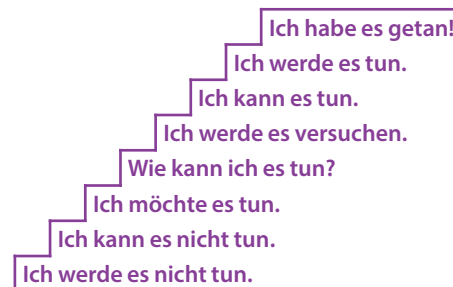 Ich habe es getan!
Ich werde es tun.
Ich kann es tun.
Ich werde es versuchen.
Wie kann ich es tun?
Ich möchte es tun.
Ich kann es nicht tun.
Ich werde es nicht tun.